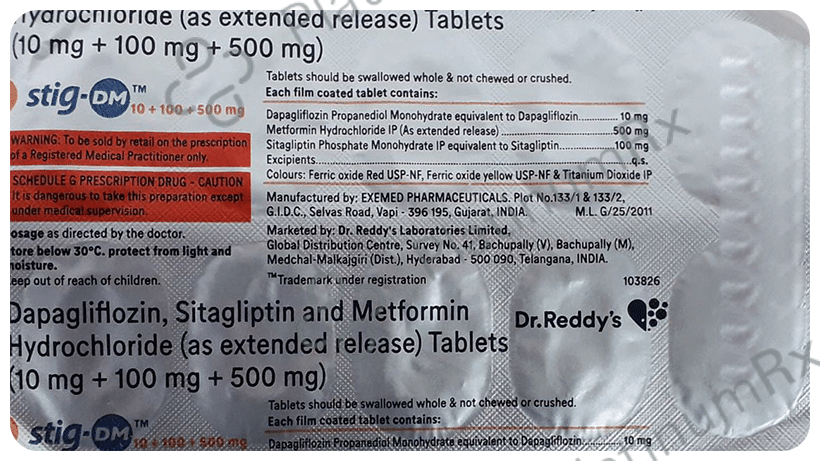 Hydrochloride (as extended release) Tablets
(10 mg + 100 mg + 500 mg)
stig-DM™
10 + 100 + 500 mg
WARNING: To be sold by retail on the prescription
of a Registered Medical Practitioner only.
SCHEDULE G PRESCRIPTION DRUG - CAUTION
It is dangerous to take this preparation except
under medical supervision.
osage as directed by the doctor.
tore below 30°C. protect from light and
moisture.
eep out of reach of children.
Tablets should be swallowed whole & not chewed or crushed.
Each film coated tablet contains:
Dapagliflozin Propanediol Monohydrate equivalent to Dapagliflozin........... 10 mg
Metformin Hydrochloride IP (As extended release) ........................... 500 mg
Sitagliptin Phosphate Monohydrate IP equivalent to Sitagliptin.............. 100 mg
Excipients.................................................................. q.s.
Colours: Ferric oxide Red USP-NF, Ferric oxide yellow USP-NF & Titanium Dioxide IP
Manufactured by: EXEMED PHARMACEUTICALS. Plot No.133/1 & 133/2,
G.I.D.C., Selvas Road, Vapi - 396 195, Gujarat, INDIA. M.L. G/25/2011
Marketed by: Dr. Reddy's Laboratories Limited,
Global Distribution Centre, Survey No. 41, Bachupally (V), Bachupally (M),
Medchal-Malkajgiri (Dist.), Hyderabad - 500 090, Telangana, INDIA.
™Trademark under registration 103826
Dapagliflozin, Sitagliptin and Metformin
Hydrochloride (as extended release) Tablets
(10 mg + 100 mg + 500 mg)
Dr.Reddy's
stig-DM™
10 + 100 + 500 mg
Tablets should be swallowed whole & not chewed or crushed.
Each film coated tablet contains:
Dapagliflozin Propanediol Monohydrate equivalent to Dapagliflozin........... 10 mg
PlatinumRx
PlatinumRx